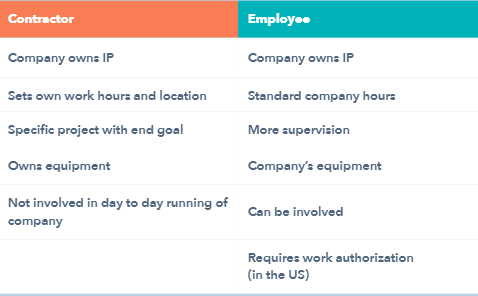 Contractor Employee
Company owns IP Company owns IP
Sets own work hours and location Standard company hours
Specific project with end goal More supervision
Owns equipment Company's equipment
Not involved in day to day running of
company Can be involved
Requires work authorization
(in the US)